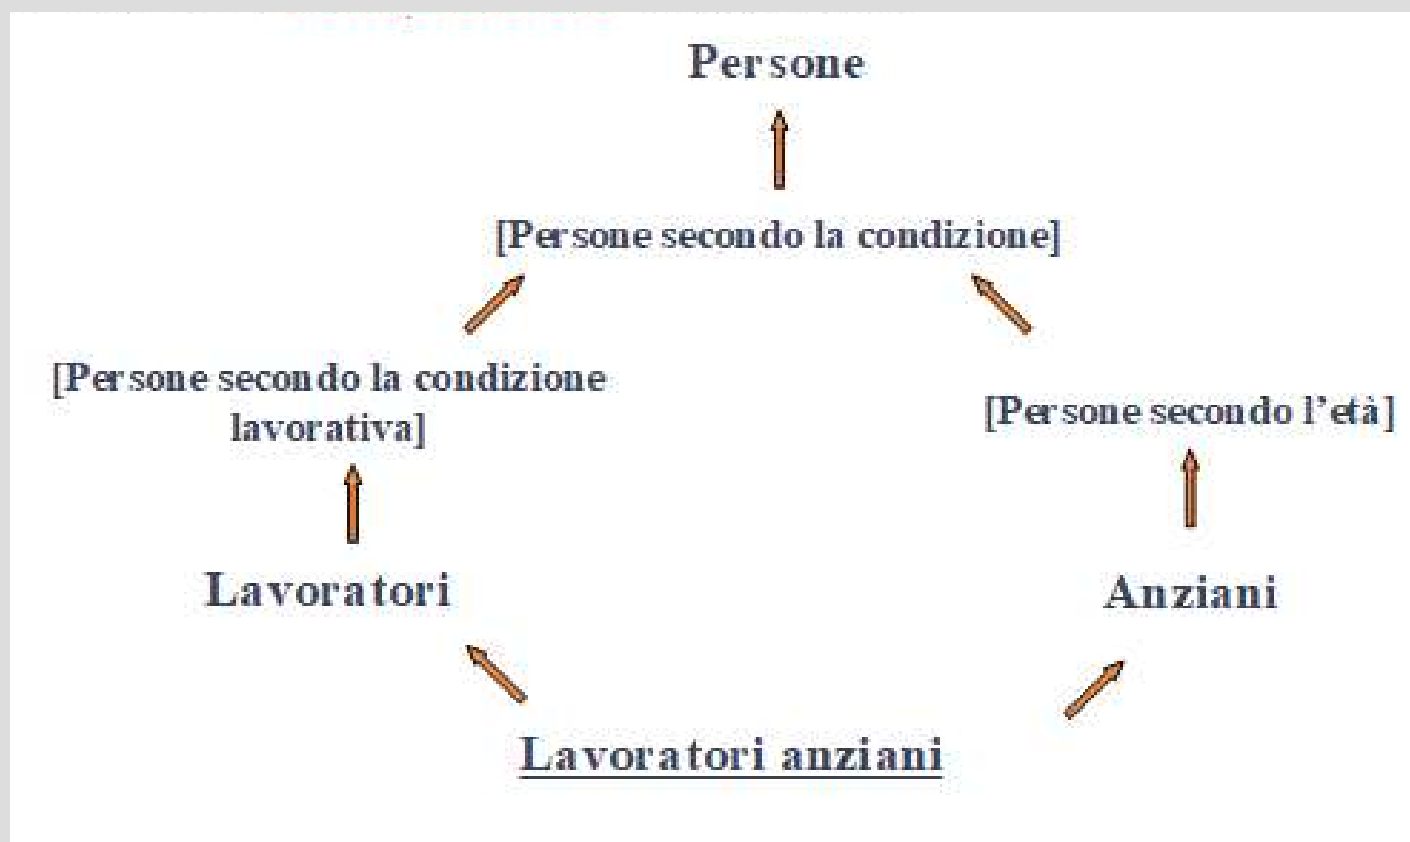 Persone
[Persone secondo la condizione]
[Persone secondo la condizione
lavorativa]
[Persone secondo l’età]
Lavoratori
Anziani
Lavoratori anziani